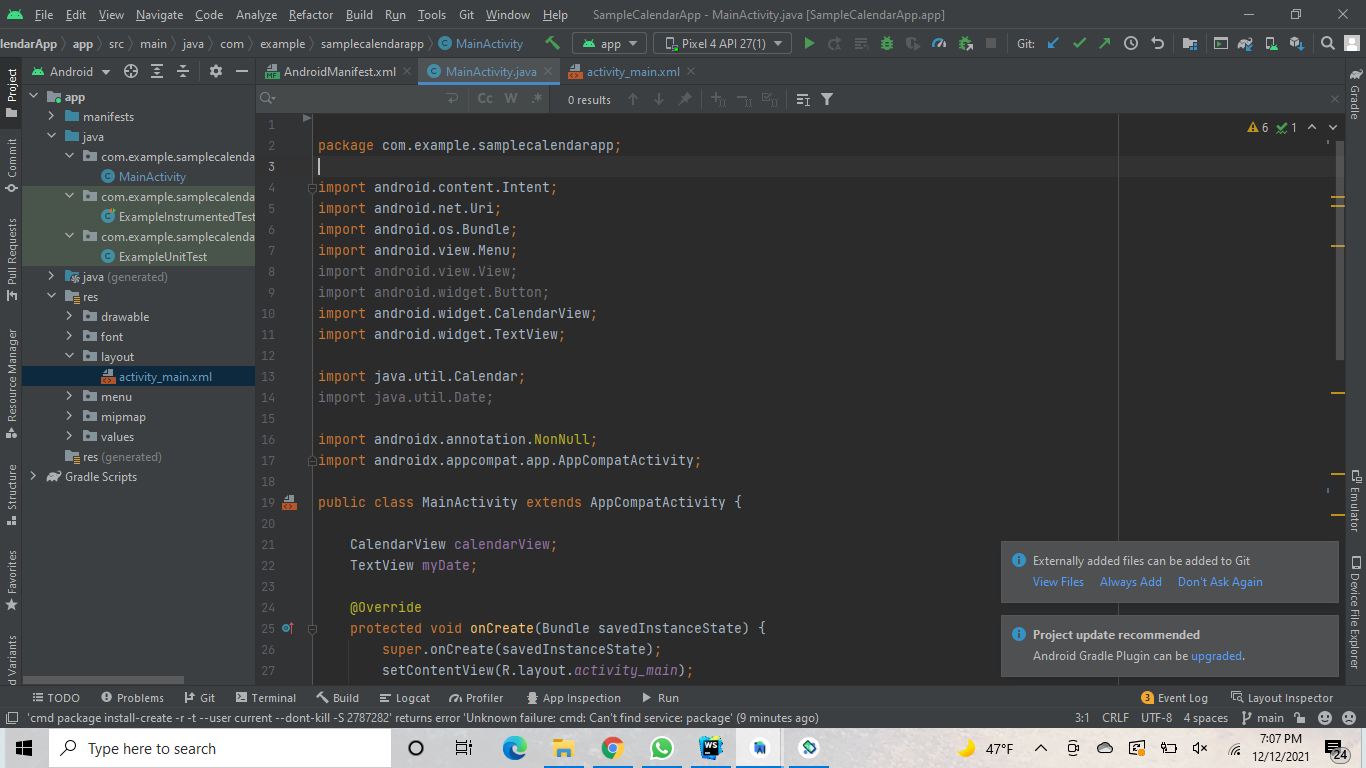 File Edit View Navigate Code Analyze Refactor Build Run Tools Git Window Help SampleCalendarApp - MainActivity.java [SampleCalendarApp.app]
lendarApp app src main java com example samplecalendarapp MainActivity app Pixel 4 API 27(1) Git:
Android AndroidManifest.xml MainActivity.java activity_main.xml
Cc W .* 0 results
6 1
Project
Commit
Pull Requests
Resource Manager
Structure
Favorites
d Variants
app
manifests
java
com.example.samplecalenda
MainActivity
com.example.samplecalenda
ExampleInstrumentedTest
com.example.samplecalenda
ExampleUnitTest
java (generated)
res
drawable
font
layout
activity_main.xml
menu
mipmap
values
res (generated)
Gradle Scripts
1
2 package com.example.samplecalendarapp;
3
4 import android.content.Intent;
5 import android.net.Uri;
6 import android.os.Bundle;
7 import android.view.Menu;
8 import android.view.View;
9 import android.widget.Button;
10 import android.widget.CalendarView;
11 import android.widget.TextView;
12
13 import java.util.Calendar;
14 import java.util.Date;
15
16 import androidx.annotation.NonNull;
17 import androidx.appcompat.app.AppCompatActivity;
18
19 public class MainActivity extends AppCompatActivity {
20
21 CalendarView calendarView;
22 TextView myDate;
23
24 @Override
25 protected void onCreate(Bundle savedInstanceState) {
26 super.onCreate(savedInstanceState);
27 setContentView(R.layout.activity_main);
Externally added files can be added to Git
View Files Always Add Don't Ask Again
Project update recommended
Android Gradle Plugin can be upgraded.
Gradle
Emulator
Device File Explorer
TODO Problems Git Terminal Build Logcat Profiler App Inspection Run 3 Event Log Layout Inspector
'cmd package install-create -r -t --user current --dont-kill -S 2787282' returns error 'Unknown failure: cmd: Can't find service: package' (9 minutes ago) 3:1 CRLF UTF-8 4 spaces main
Type here to search WS 47°F 7:07 PM
12/12/2021 24